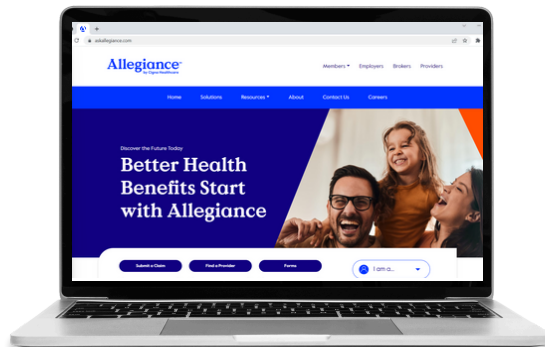 askallegiance.com
Allegiance
by Cigna Healthcare
Members Employers Brokers Providers
Home Solutions Resources About Contact Us Careers
Discover the Future Today
Better Health
Benefits Start
with Allegiance
Submit a Claim Find a Provider Forms I am a...